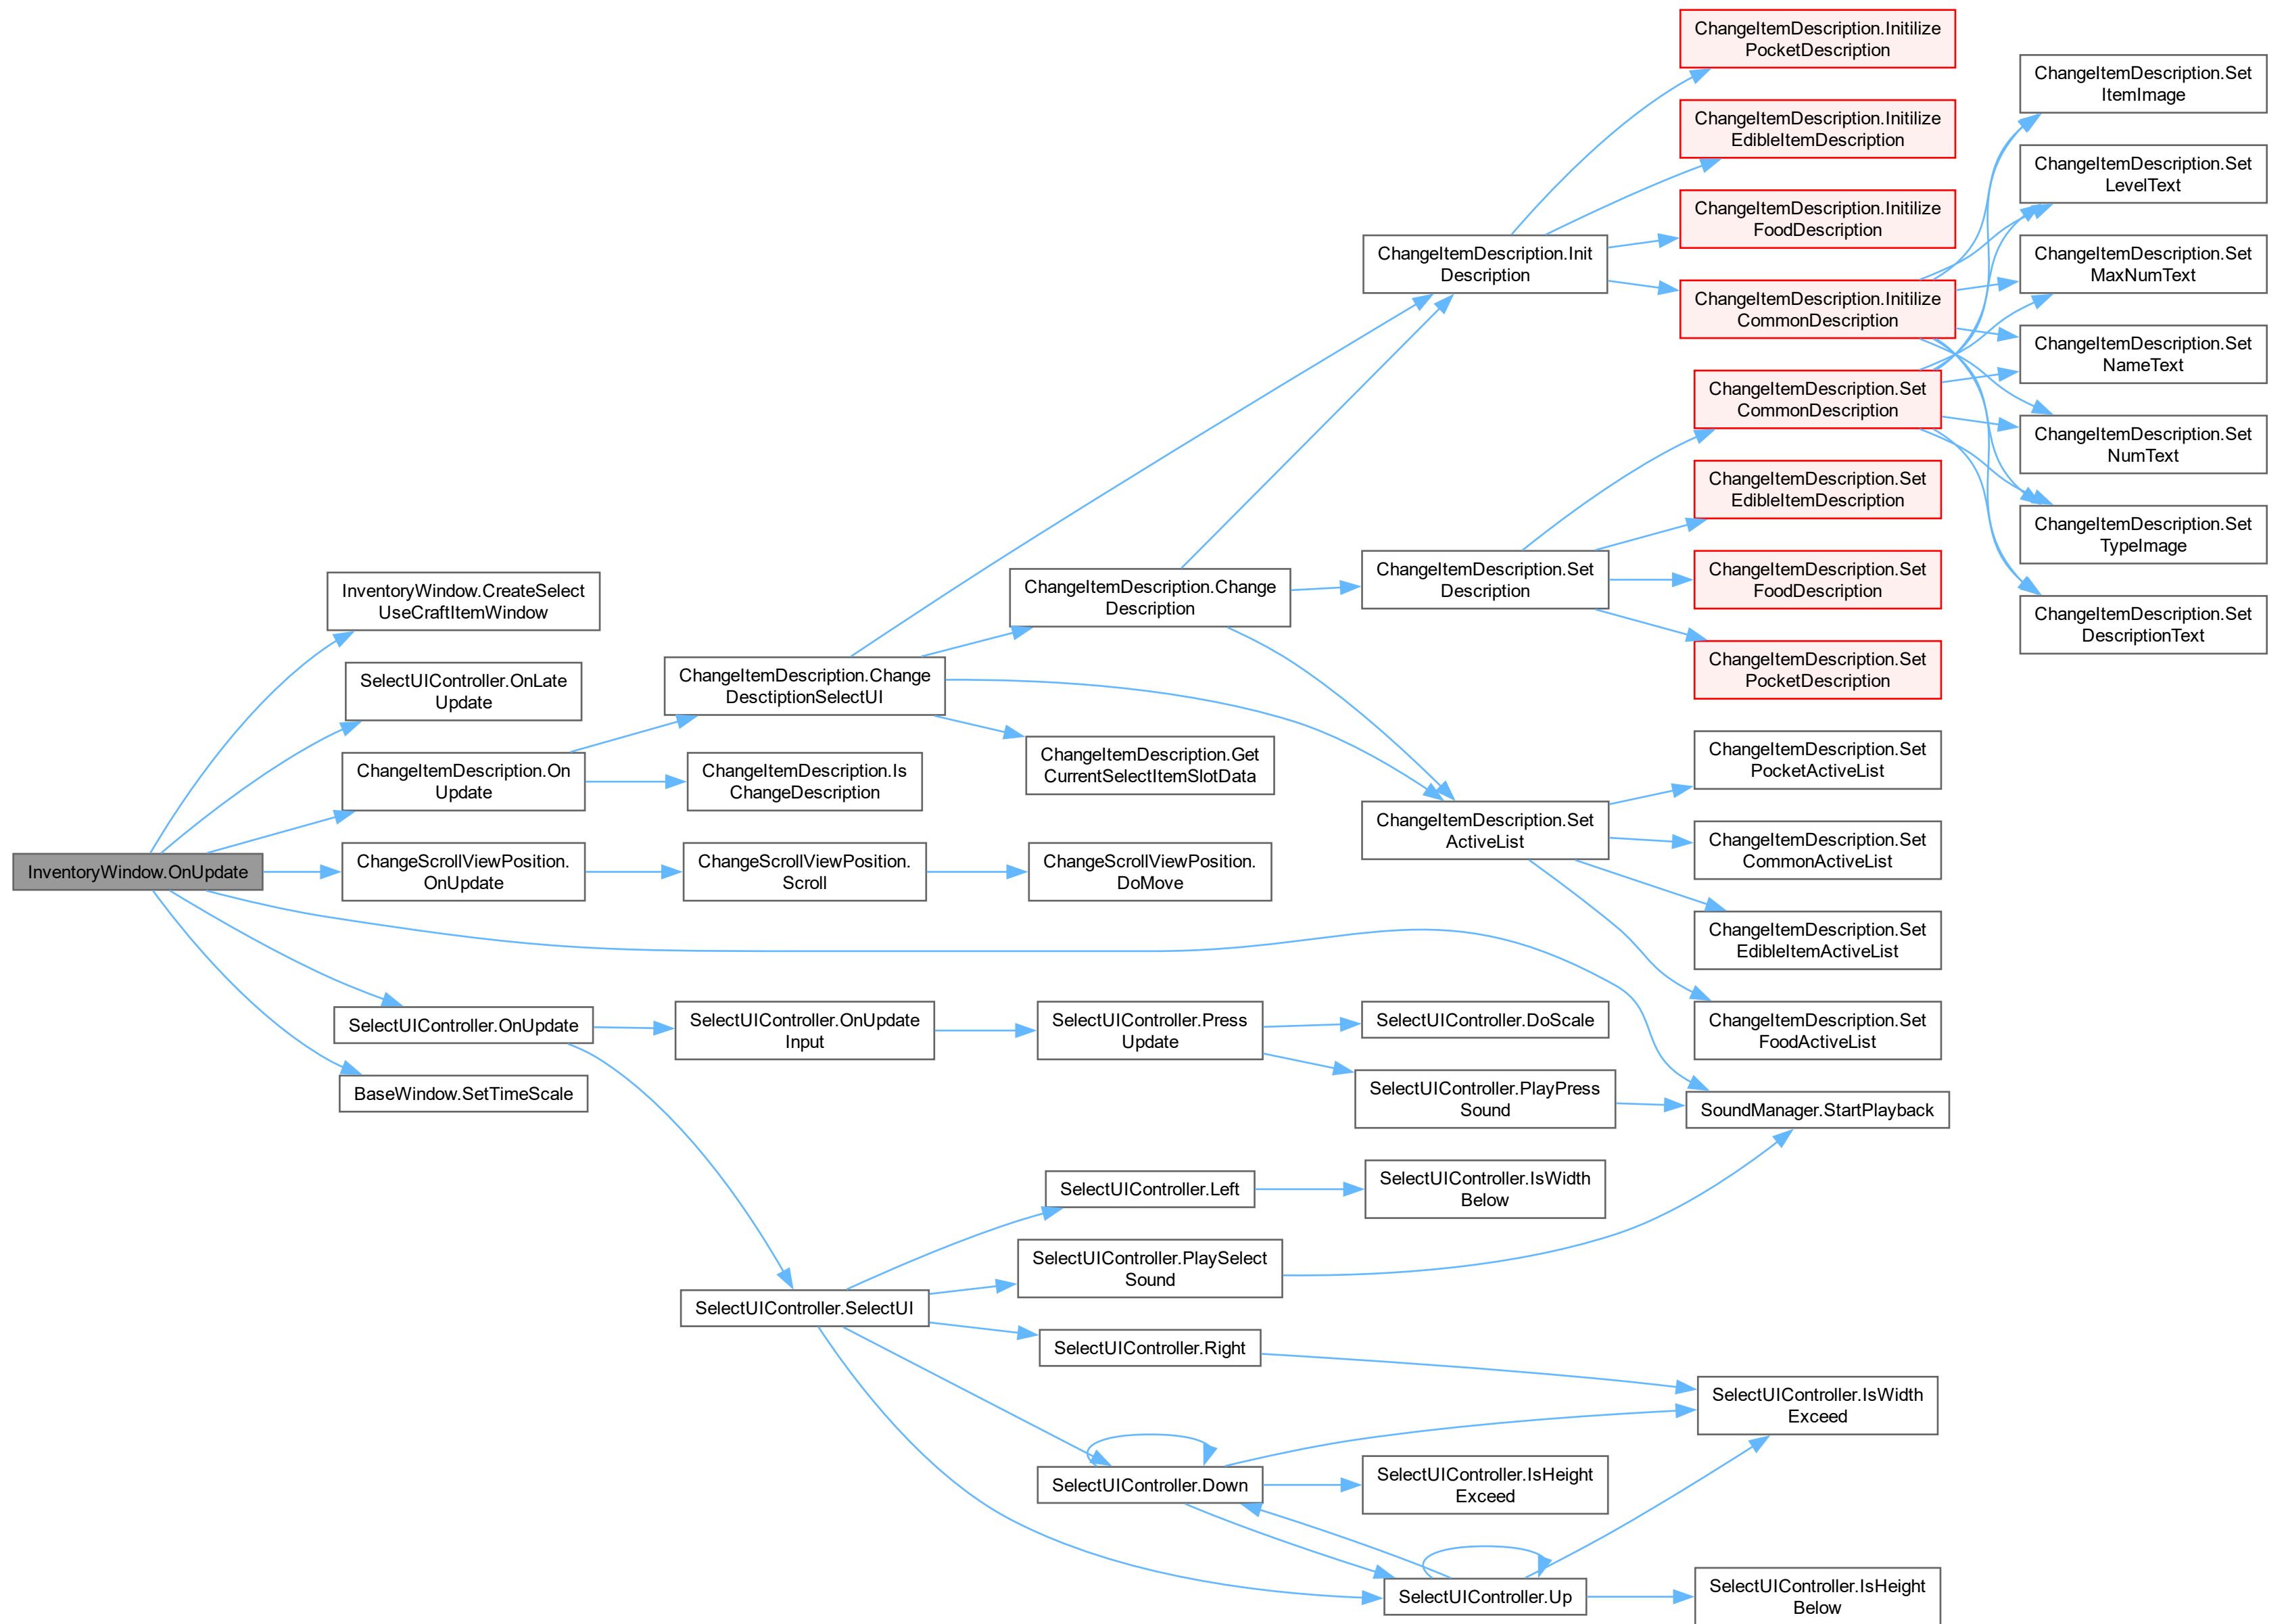 ChangeItemDescription.Initilize
PocketDescription
ChangeItemDescription.Initilize
EdibleItemDescription
ChangeItemDescription.Initilize
FoodDescription
ChangeItemDescription.Init
Description
ChangeItemDescription.Initilize
CommonDescription
ChangeItemDescription.Set
CommonDescription
ChangeItemDescription.Set
EdibleItemDescription
ChangeItemDescription.Set
FoodDescription
ChangeItemDescription.Set
PocketDescription
ChangeItemDescription.Set
ItemImage
ChangeItemDescription.Set
LevelText
ChangeItemDescription.Set
MaxNumText
ChangeItemDescription.Set
NameText
ChangeItemDescription.Set
NumText
ChangeItemDescription.Set
TypeImage
ChangeItemDescription.Set
DescriptionText
InventoryWindow.CreateSelect
UseCraftItemWindow
SelectUIController.OnLate
Update
ChangeItemDescription.On
Update
ChangeItemDescription.Change
DesctiptionSelectUI
ChangeItemDescription.Is
ChangeDescription
ChangeItemDescription.Change
Description
ChangeItemDescription.Get
CurrentSelectItemSlotData
ChangeItemDescription.Set
Description
ChangeItemDescription.Set
ActiveList
ChangeItemDescription.Set
PocketActiveList
ChangeItemDescription.Set
CommonActiveList
ChangeItemDescription.Set
EdibleItemActiveList
ChangeItemDescription.Set
FoodActiveList
InventoryWindow.OnUpdate
ChangeScrollViewPosition.
OnUpdate
ChangeScrollViewPosition.
Scroll
ChangeScrollViewPosition.
DoMove
SelectUIController.OnUpdate
SelectUIController.OnUpdate
Input
SelectUIController.Press
Update
SelectUIController.DoScale
SelectUIController.PlayPress
Sound
SoundManager.StartPlayback
BaseWindow.SetTimeScale
SelectUIController.Left
SelectUIController.IsWidth
Below
SelectUIController.PlaySelect
Sound
SelectUIController.SelectUI
SelectUIController.Right
SelectUIController.IsWidth
Exceed
SelectUIController.Down
SelectUIController.IsHeight
Exceed
SelectUIController.Up
SelectUIController.IsHeight
Below